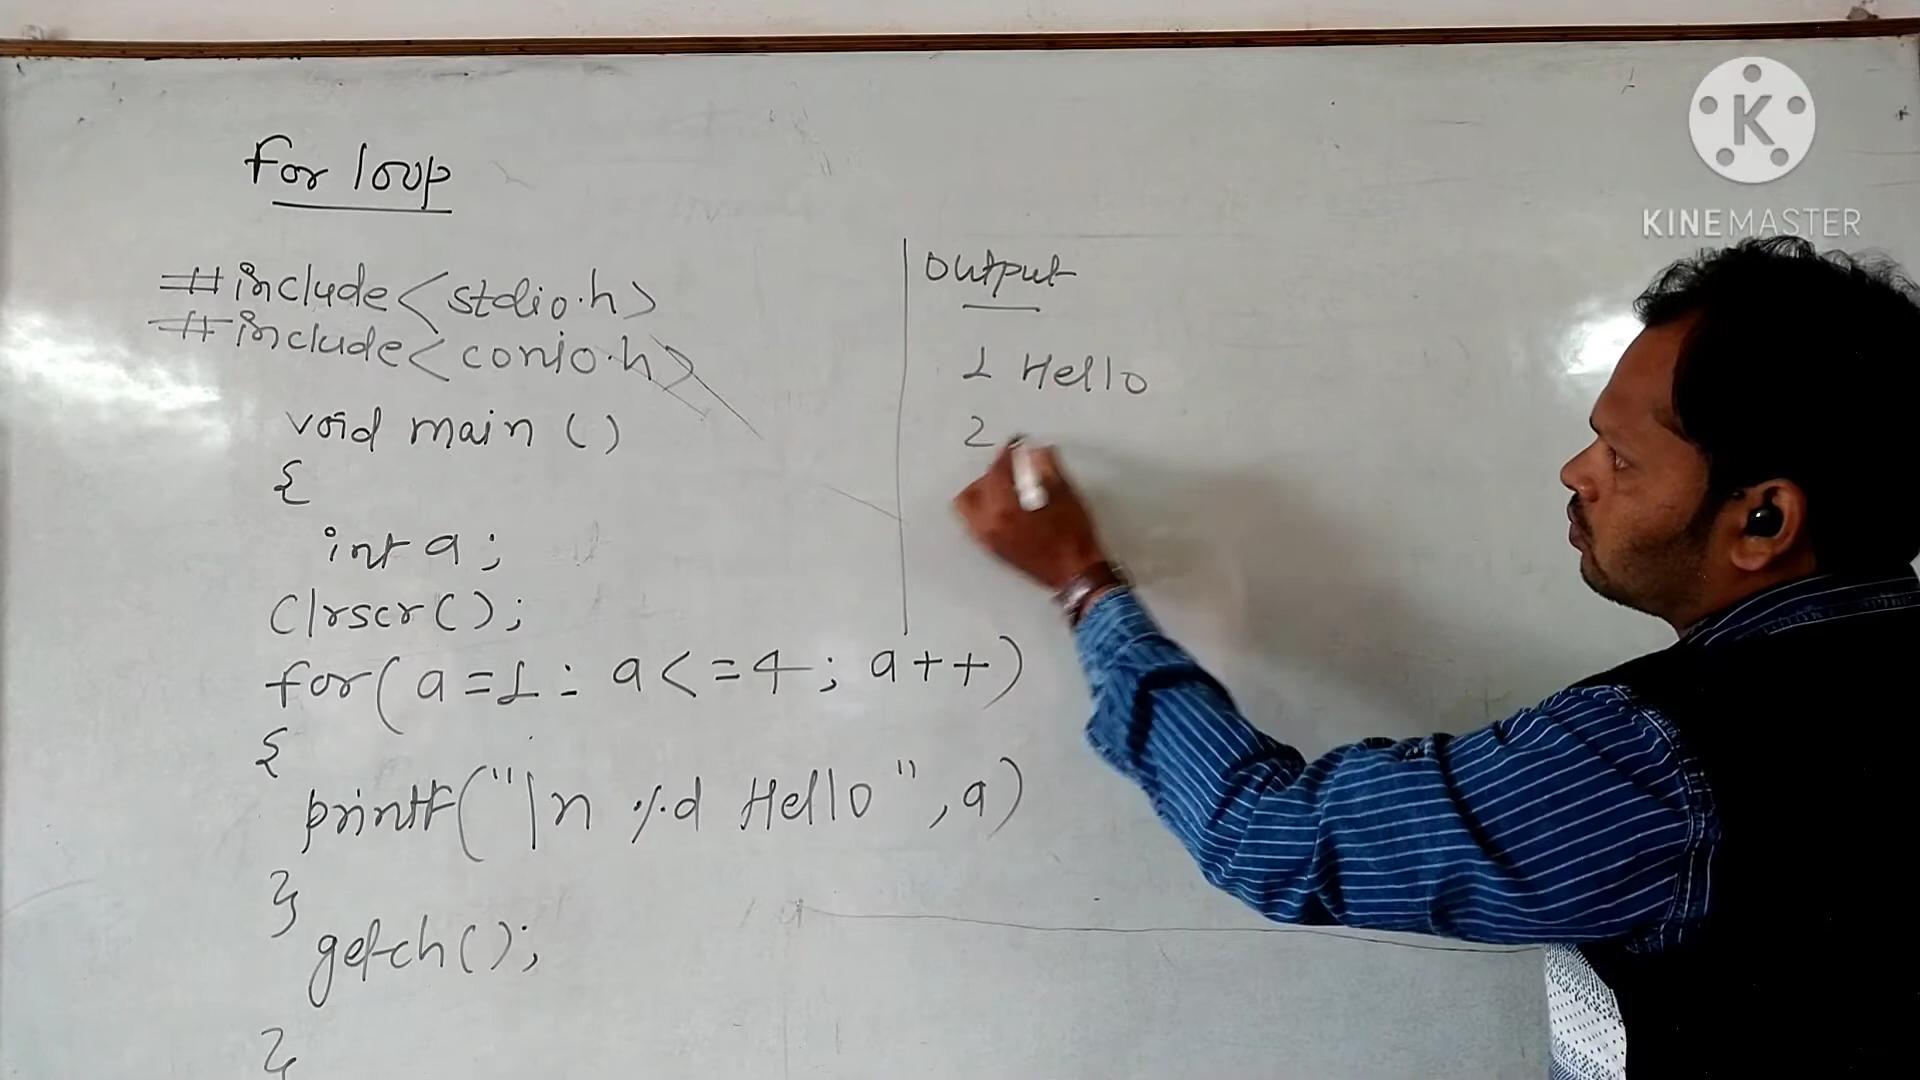 For loop
#include<stdio.h>
#include<conio.h>
void main ()
{
int a;
Clrscr();
for(a=1; a<=4; a++)
{
printf("\n %d Hello", a)
}
getch();
}
Output
1 Hello
2
K
KINEMASTER